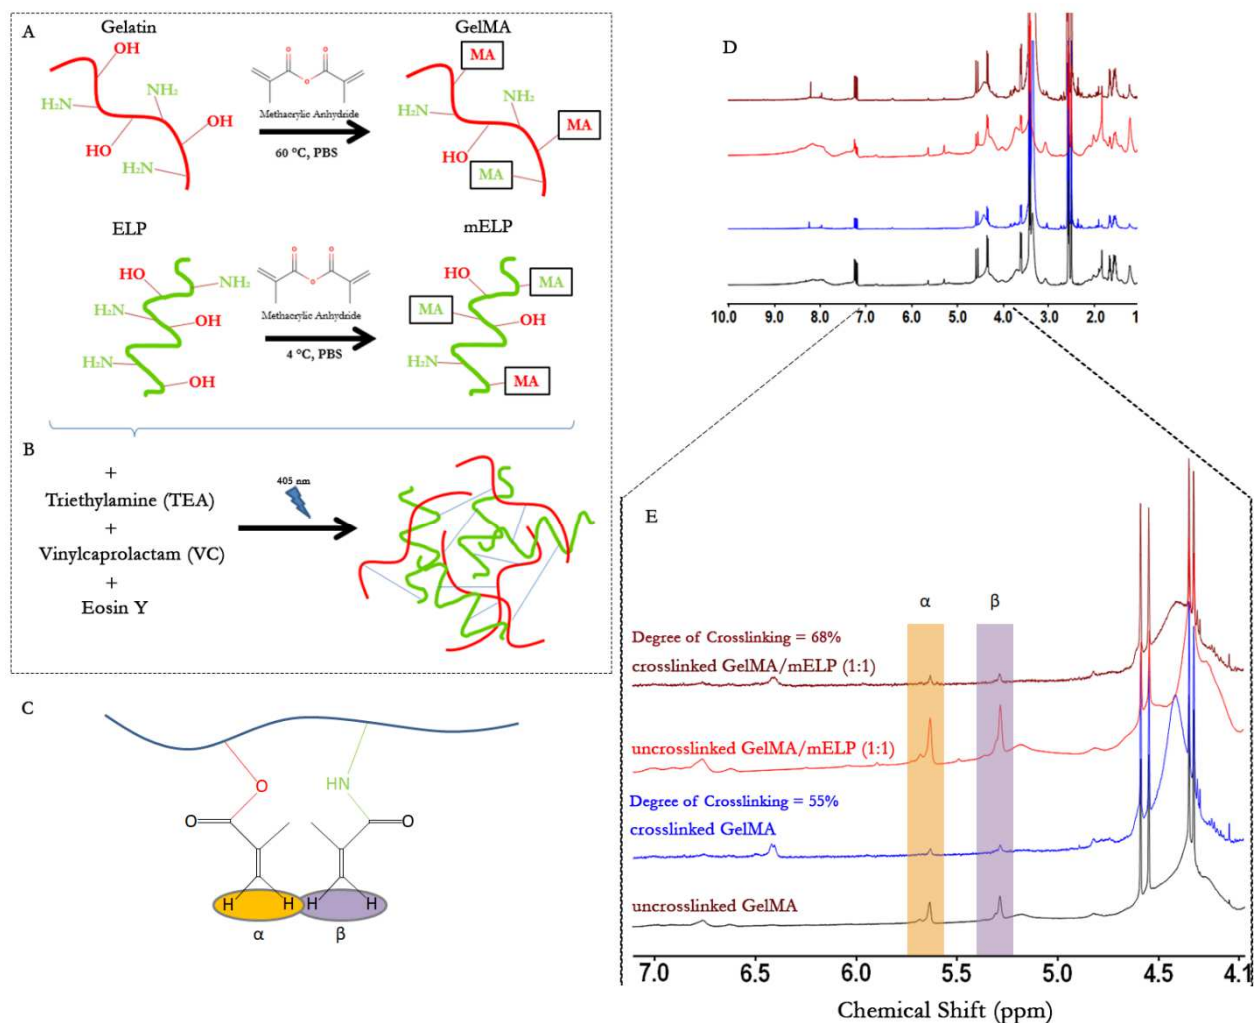 A
Gelatin
GelMA
OH
MA
H₂N
NH₂
OH
HO
H₂N
O O
O
Methacrylic Anhydride
60 °C, PBS
NH₂
MA
HO
MA
ELP
mELP
HO
NH₂
H₂N
OH
H₂N
OH
O O
O
Methacrylic Anhydride
4 °C, PBS
HO
MA
MA
OH
H₂N
MA
B
+
Triethylamine (TEA)
+
Vinylcaprolactam (VC)
+
Eosin Y
405 nm
C
O
HN
O
O
H H H H
α β
D
10.0 9.0 8.0 7.0 6.0 5.0 4.0 3.0 2.0 1
E
α β
Degree of Crosslinking = 68%
crosslinked GelMA/mELP (1:1)
uncrosslinked GelMA/mELP (1:1)
Degree of Crosslinking = 55%
crosslinked GelMA
uncrosslinked GelMA
7.0 6.5 6.0 5.5 5.0 4.5 4.1
Chemical Shift (ppm)